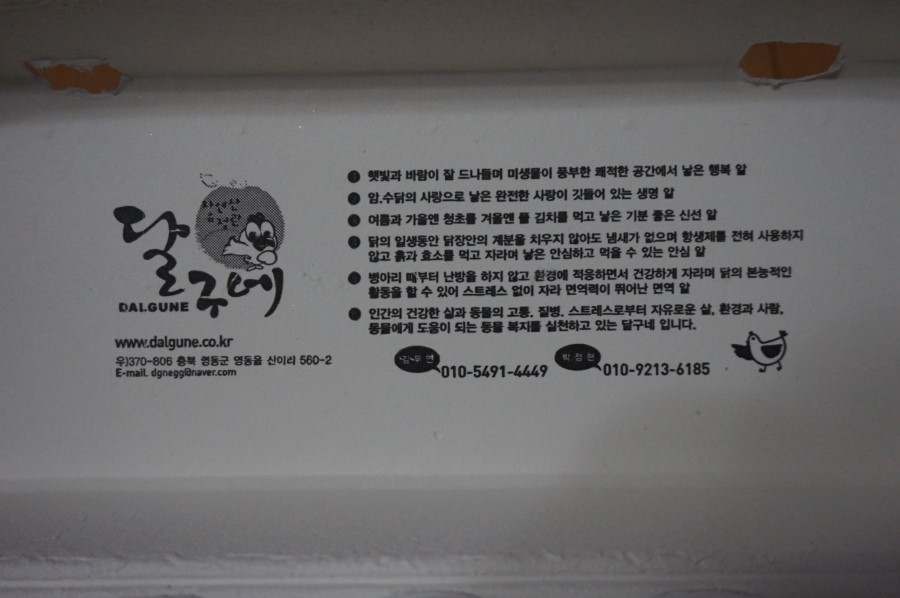 자연산
유정란
달구네
DALGUNE
www.dalgune.co.kr
우)370-806 충북 영동군 영동읍 산이리 560-2
E-mail. dgnegg@naver.com
햇빛과 바람이 잘 드나들며 미생물이 풍부한 쾌적한 공간에서 낳은 행복 알
암.수닭의 사랑으로 낳은 완전한 사랑이 깃들어 있는 생명 알
여름과 가을엔 청초를 겨울엔 풀 김치를 먹고 낳은 기분 좋은 신선 알
닭의 일생동안 닭장안의 계분을 치우지 않아도 냄새가 없으며 항생제를 전혀 사용하지
않고 흙과 효소를 먹고 자라며 낳은 안심하고 먹을 수 있는 안심 알
병아리 때부터 난방을 하지 않고 환경에 적응하면서 건강하게 자라며 닭의 본능적인
활동을 할 수 있어 스트레스 없이 자라 면역력이 뛰어난 면역 알
인간의 건강한 삶과 동물의 고통, 질병, 스트레스로부터 자유로운 삶, 환경과 사람,
동물에게 도움이 되는 동물 복지를 실천하고 있는 달구네 입니다.
010-5491-4449
박정현 010-9213-6185